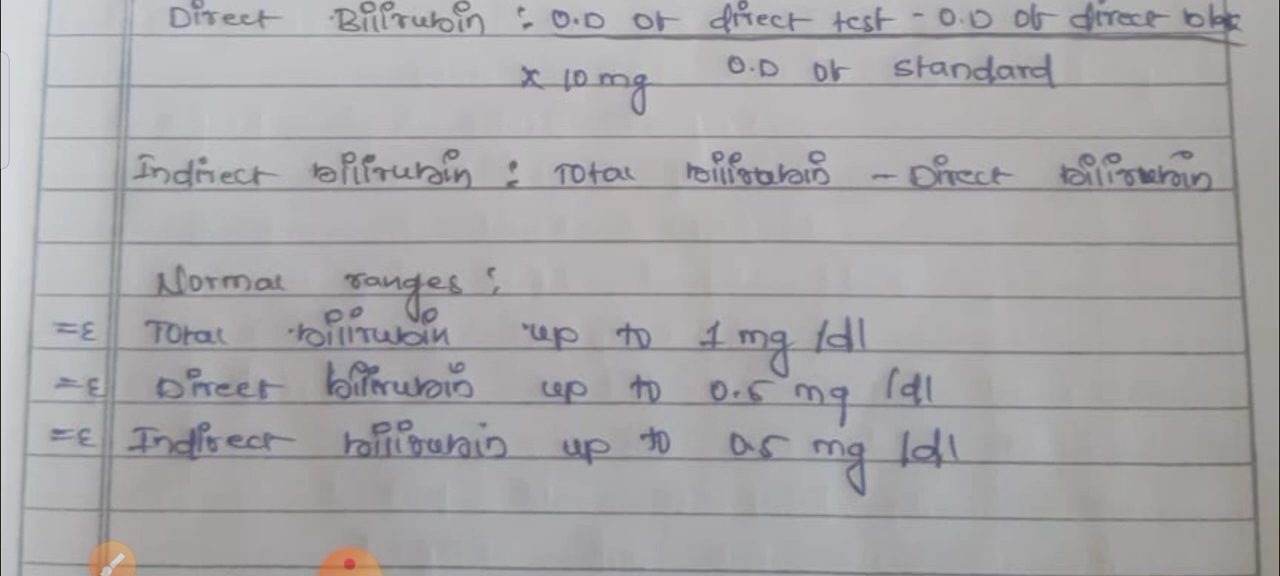 Direct Bilirubin : O.D of direct test - O.D of direct blank
x 10 mg O.D of standard
Indirect bilirubin : Total bilirubin - Direct bilirubin
Normal ranges :
=ε Total bilirubin up to 1 mg /dl
=ε Direct bilirubin up to 0.5 mg /dl
=ε Indirect bilirubin up to 0.5 mg /dl